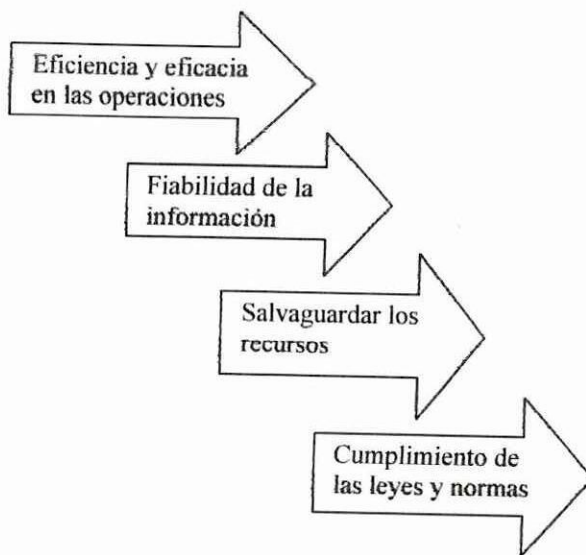 Eficiencia y eficacia
en las operaciones
Fiabilidad de la
información
Salvaguardar los
recursos
Cumplimiento de
las leyes y normas